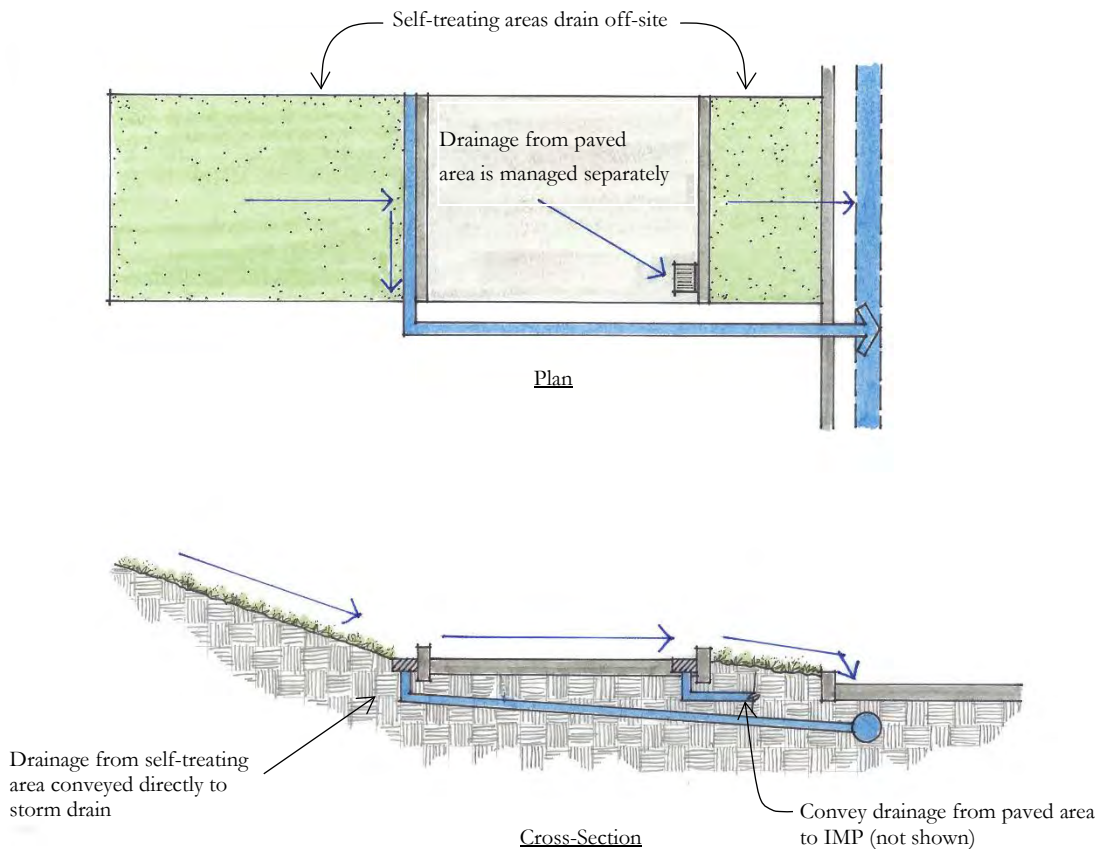 Self-treating areas drain off-site
Drainage from paved
area is managed separately
Plan
Drainage from self-treating
area conveyed directly to
storm drain
Convey drainage from paved area
to IMP (not shown)
Cross-Section